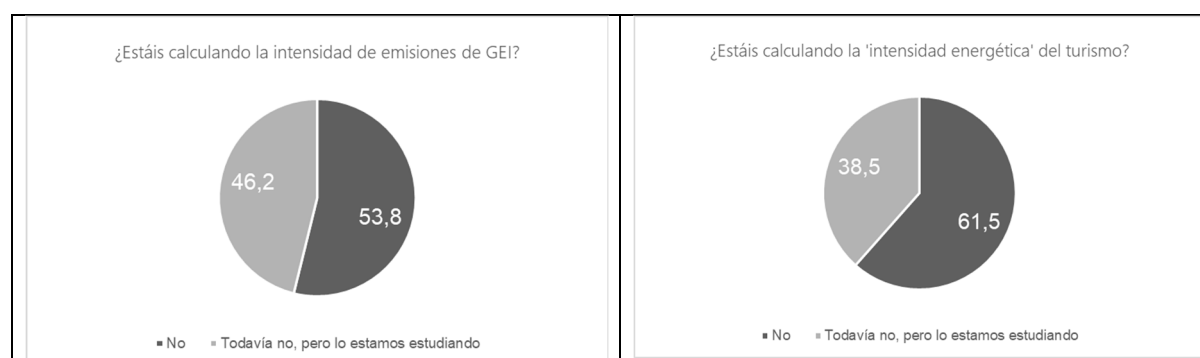 ¿Estáis calculando la intensidad de emisiones de GEI?
46,2
53,8
No
Todavía no, pero lo estamos estudiando
¿Estáis calculando la 'intensidad energética' del turismo?
38,5
61,5
No
Todavía no, pero lo estamos estudiando